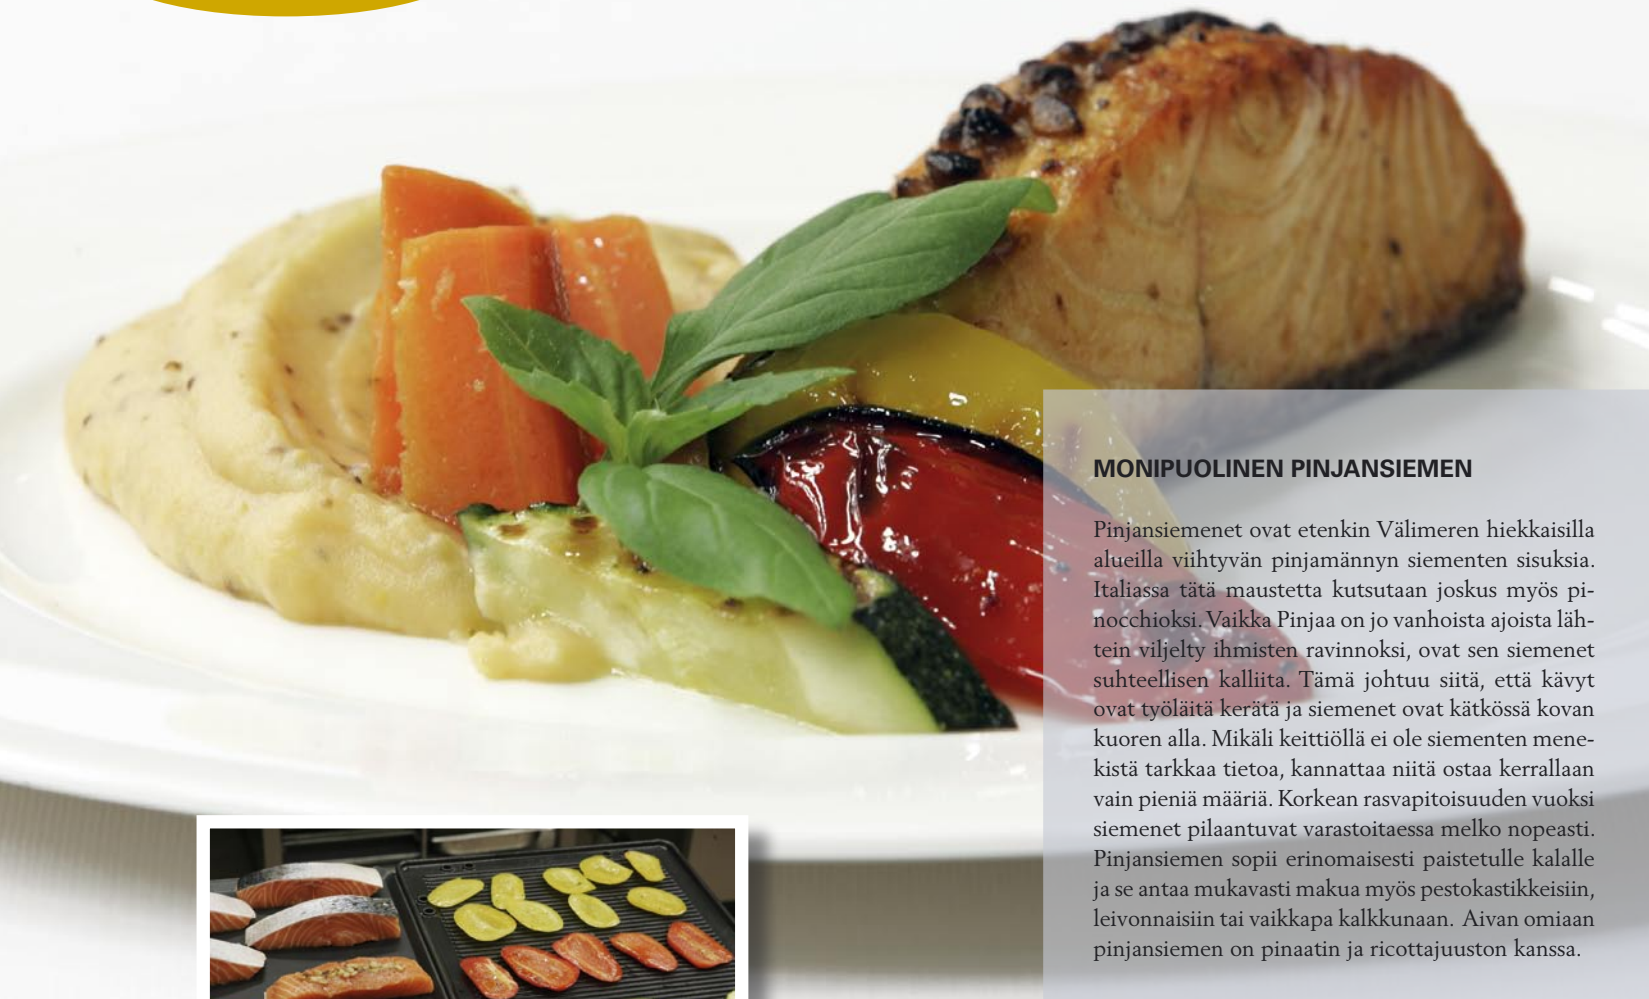 MONIPUOLINEN PINJANSIEMEN
Pinjansiemenet ovat etenkin Välimeren hiekkaisilla
alueilla viihtyvän pinjamännyn siementen sisuksia.
Italiassa tätä maustetta kutsutaan joskus myös pi-
nocchioksi. Vaikka Pinjaa on jo vanhoista ajoista läh-
tein viljelty ihmisten ravinnoksi, ovat sen siemenet
suhteellisen kalliita. Tämä johtuu siitä, että kävyt
ovat työläitä kerätä ja siemenet ovat kätkössä kovan
kuoren alla. Mikäli keittiöllä ei ole siementen mene-
kistä tarkkaa tietoa, kannattaa niitä ostaa kerrallaan
vain pieniä määriä. Korkean rasvapitoisuuden vuoksi
siemenet pilaantuvat varastoitaessa melko nopeasti.
Pinjansiemen sopii erinomaisesti paistetulle kalalle
ja se antaa mukavasti makua myös pestokastikkeisiin,
leivonnaisiin tai vaikkapa kalkkunaan. Aivan omiaan
pinjansiemen on pinaatin ja ricottajuuston kanssa.